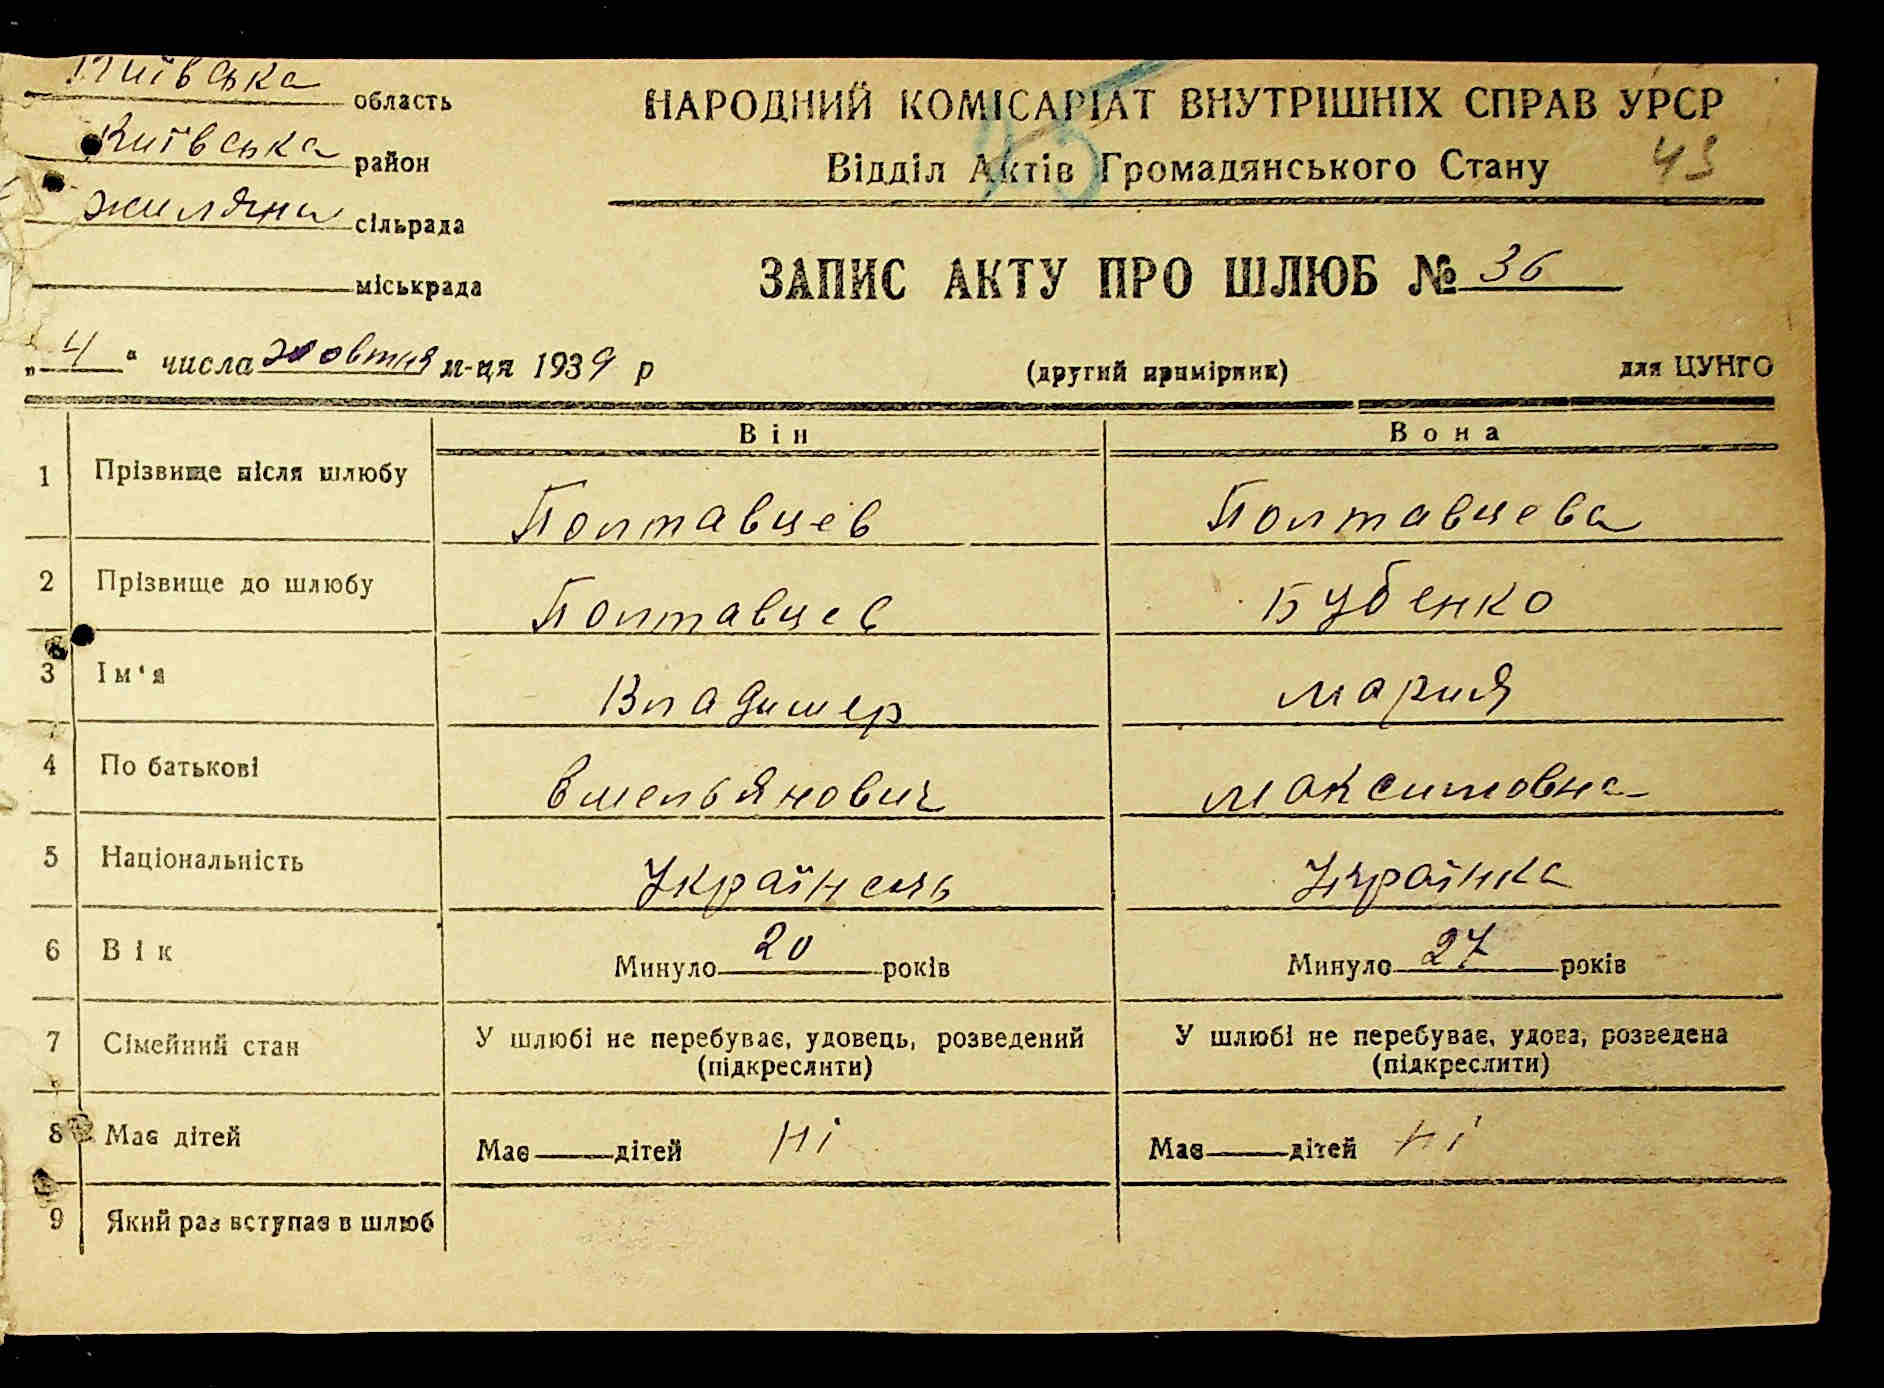 Київська область
Київська район
Жиляни сільрада
міськрада
НАРОДНИЙ КОМІСАРІАТ ВНУТРІШНІХ СПРАВ УРСР
Відділ Актів Громадянського Стану 43
ЗАПИС АКТУ ПРО ШЛЮБ № 36
„4“ числа жовтня м-ця 1939 р (другий примірник) для ЦУНГО
Він Вона
1 Прізвище після шлюбу Полтавцев Полтавцева
2 Прізвище до шлюбу Полтавцев Бубенко
3 Ім'я Владимер Мария
4 По батькові Емельянович Максимовна
5 Національність Українець Українка
6 Вік Минуло 20 років Минуло 27 років
7 Сімейний стан У шлюбі не перебуває, удовець, розведений У шлюбі не перебуває, удова, розведена
(підкреслити) (підкреслити)
8 Має дітей Має дітей Ні Має дітей Ні
9 Який раз вступає в шлюб